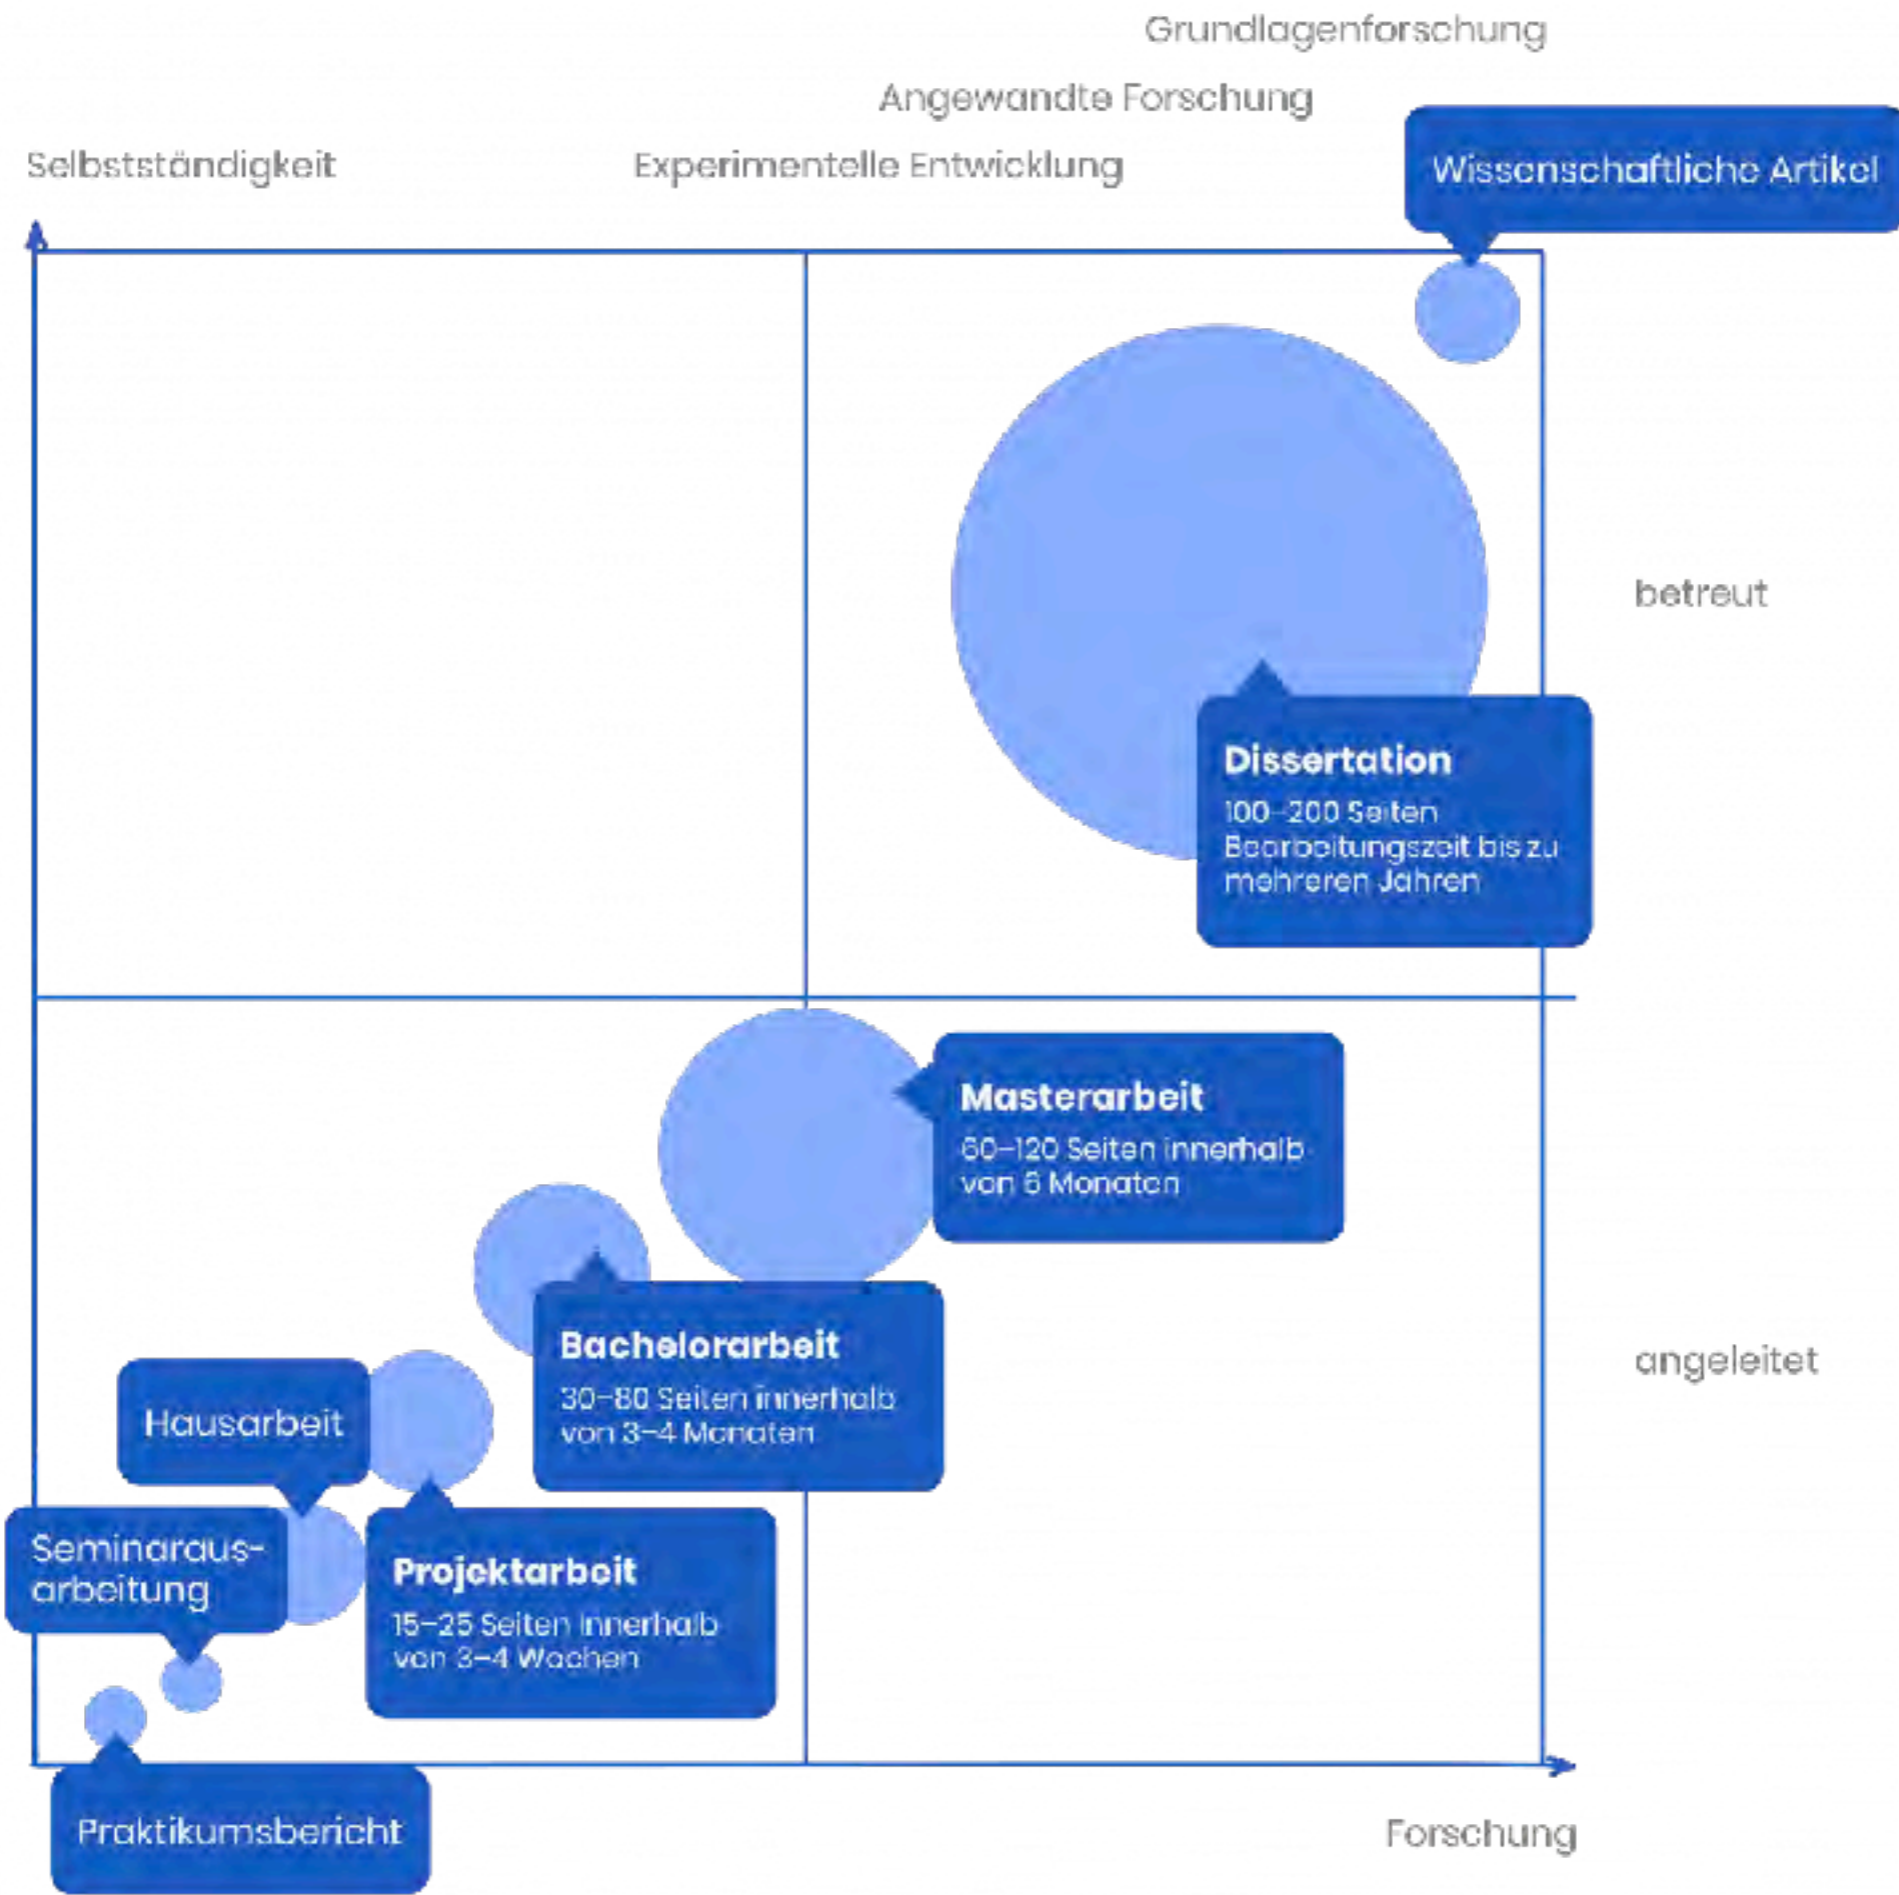 Grundlagenforschung
Angewandte Forschung
Selbstständigkeit
Experimentelle Entwicklung
Wissenschaftliche Artikel
betreut
Dissertation
100–200 Seiten
Bearbeitungszeit bis zu
mehreren Jahren
Masterarbeit
60–120 Seiten innerhalb
von 6 Monaten
Bachelorarbeit
30–80 Seiten innerhalb
von 3–4 Monaten
angeleitet
Hausarbeit
Seminaraus-
arbeitung
Projektarbeit
15–25 Seiten innerhalb
von 3–4 Wochen
Praktikumsbericht
Forschung